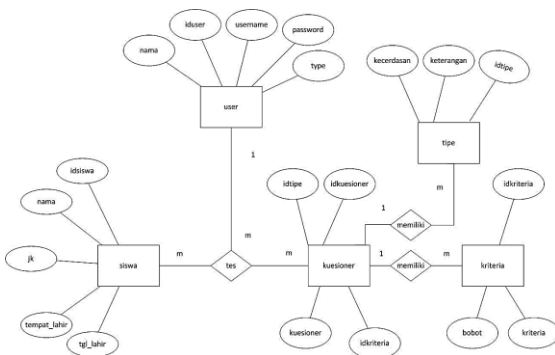 iduser
username
password
nama
type
user
kecerdasan
keterangan
idtipe
tipe
1
m
idsiswa
nama
jk
tempat_lahir
tgl_lahir
siswa
m
tes
m
m
idtipe
idkuesioner
kuesioner
kuesioner
idkriteria
1
memiliki
1
memiliki
m
idkriteria
kriteria
bobot
kriteria